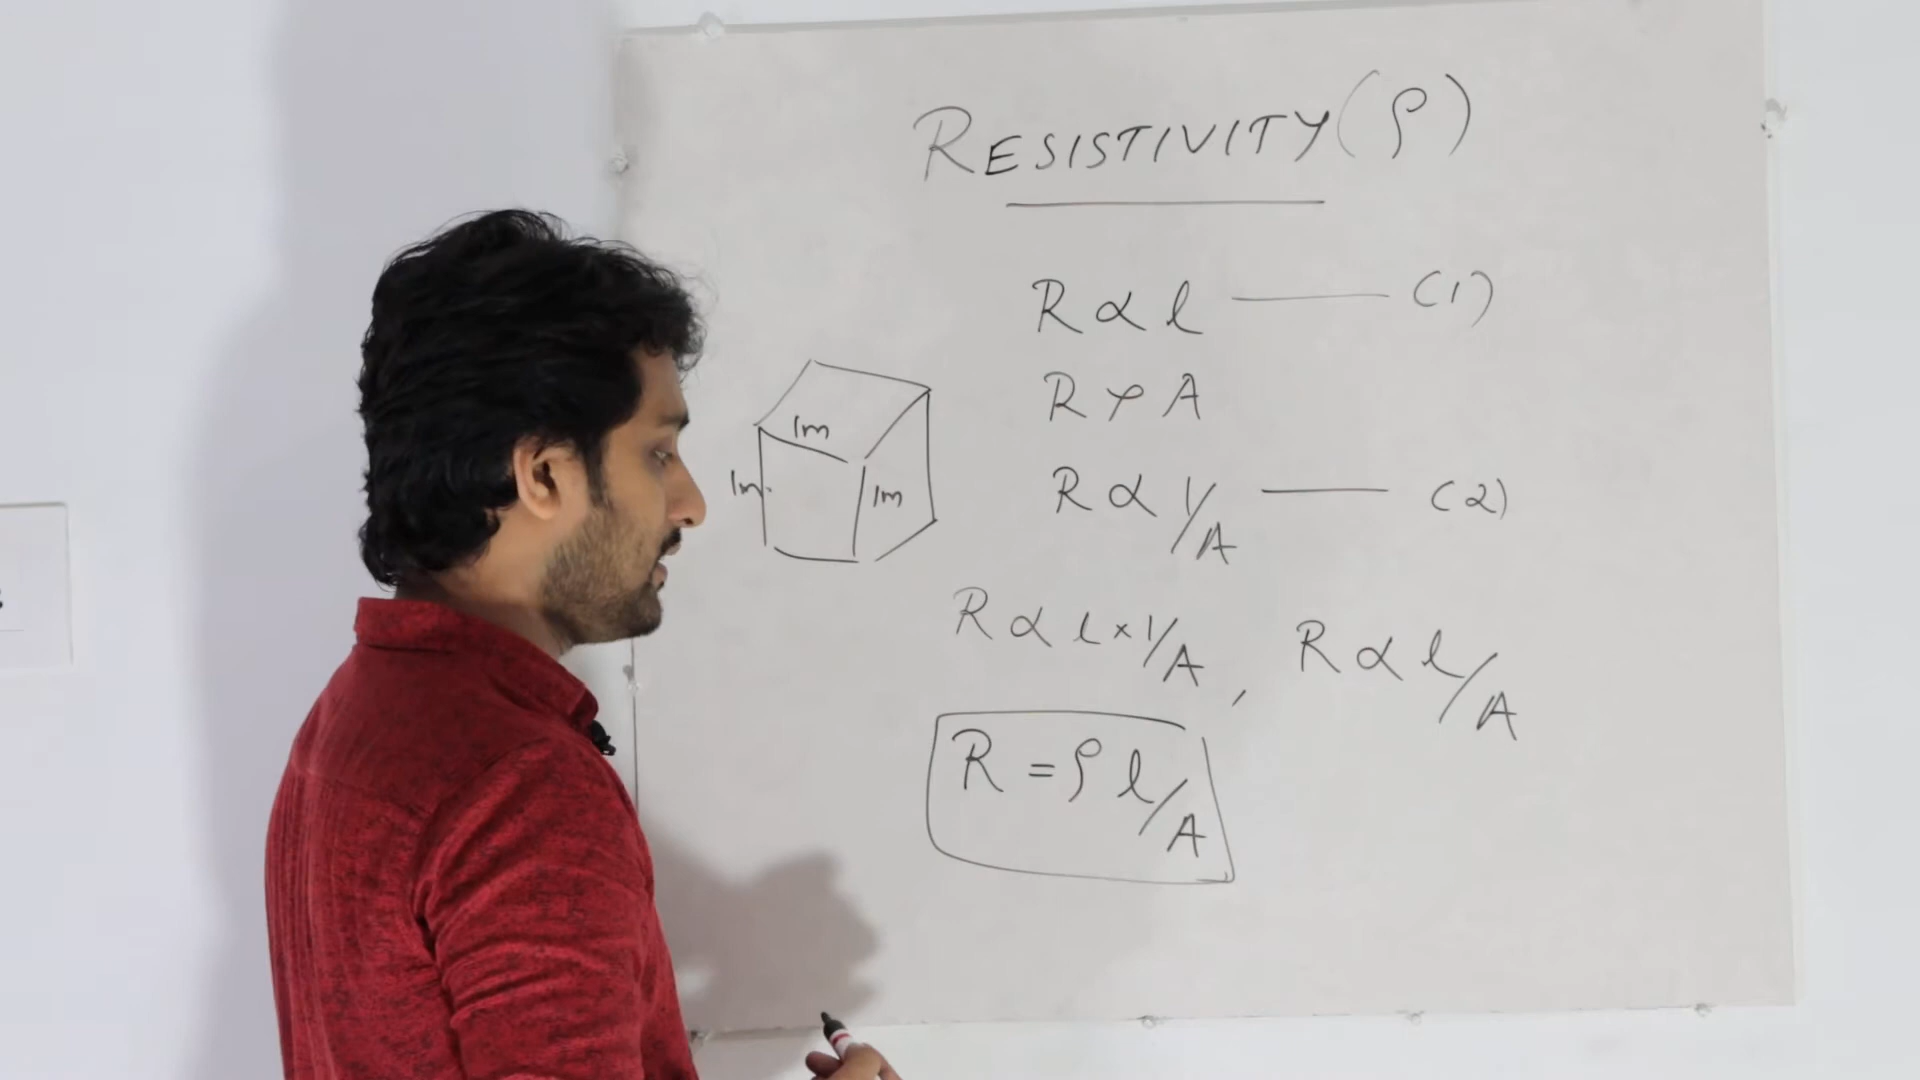 RESISTIVITY(ρ)
R ∝ l ——— (1)
1m
R ∝ A
1m
1m
R ∝ 1/A ——— (2)
R ∝ l × 1/A , R ∝ l/A
R = ρ l/A